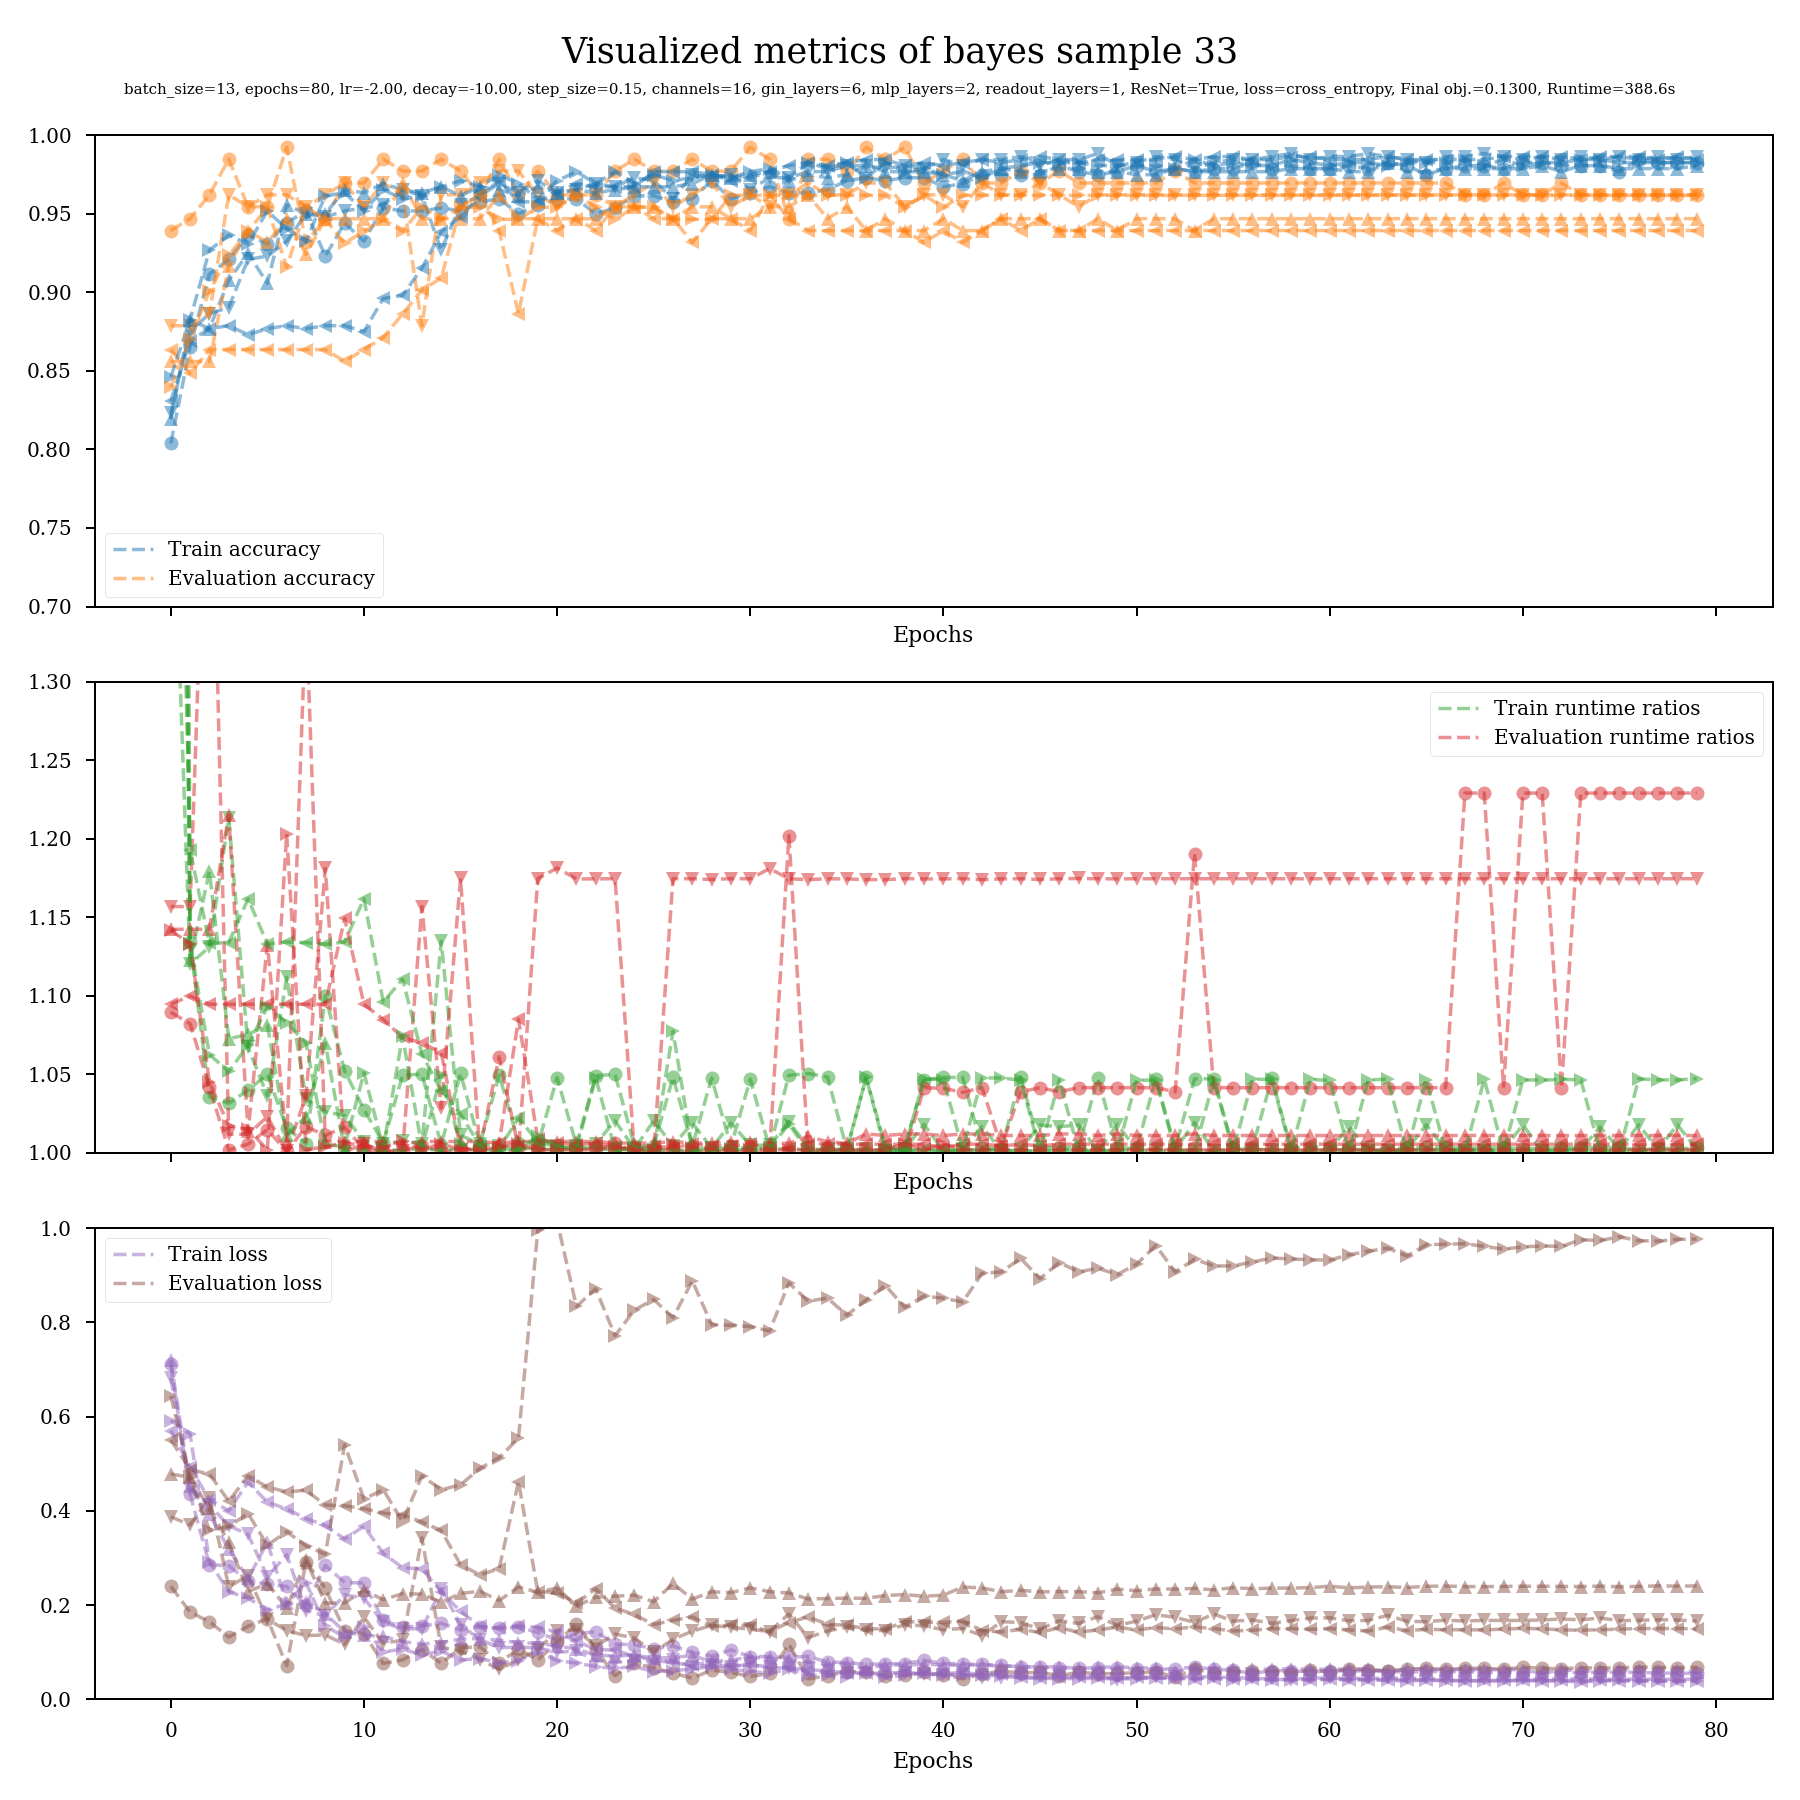 Visualized metrics of bayes sample 33
batch_size=13, epochs=80, lr=-2.00, decay=-10.00, step_size=0.15, channels=16, gin_layers=6, mlp_layers=2, readout_layers=1, ResNet=True, loss=cross_entropy, Final obj.=0.1300, Runtime=388.6s
1.00
0.95
0.90
0.85
0.80
0.75
0.70
Train accuracy
Evaluation accuracy
Epochs
1.30
1.25
1.20
1.15
1.10
1.05
1.00
Train runtime ratios
Evaluation runtime ratios
Epochs
1.0
0.8
0.6
0.4
0.2
0.0
Train loss
Evaluation loss
0 10 20 30 40 50 60 70 80
Epochs